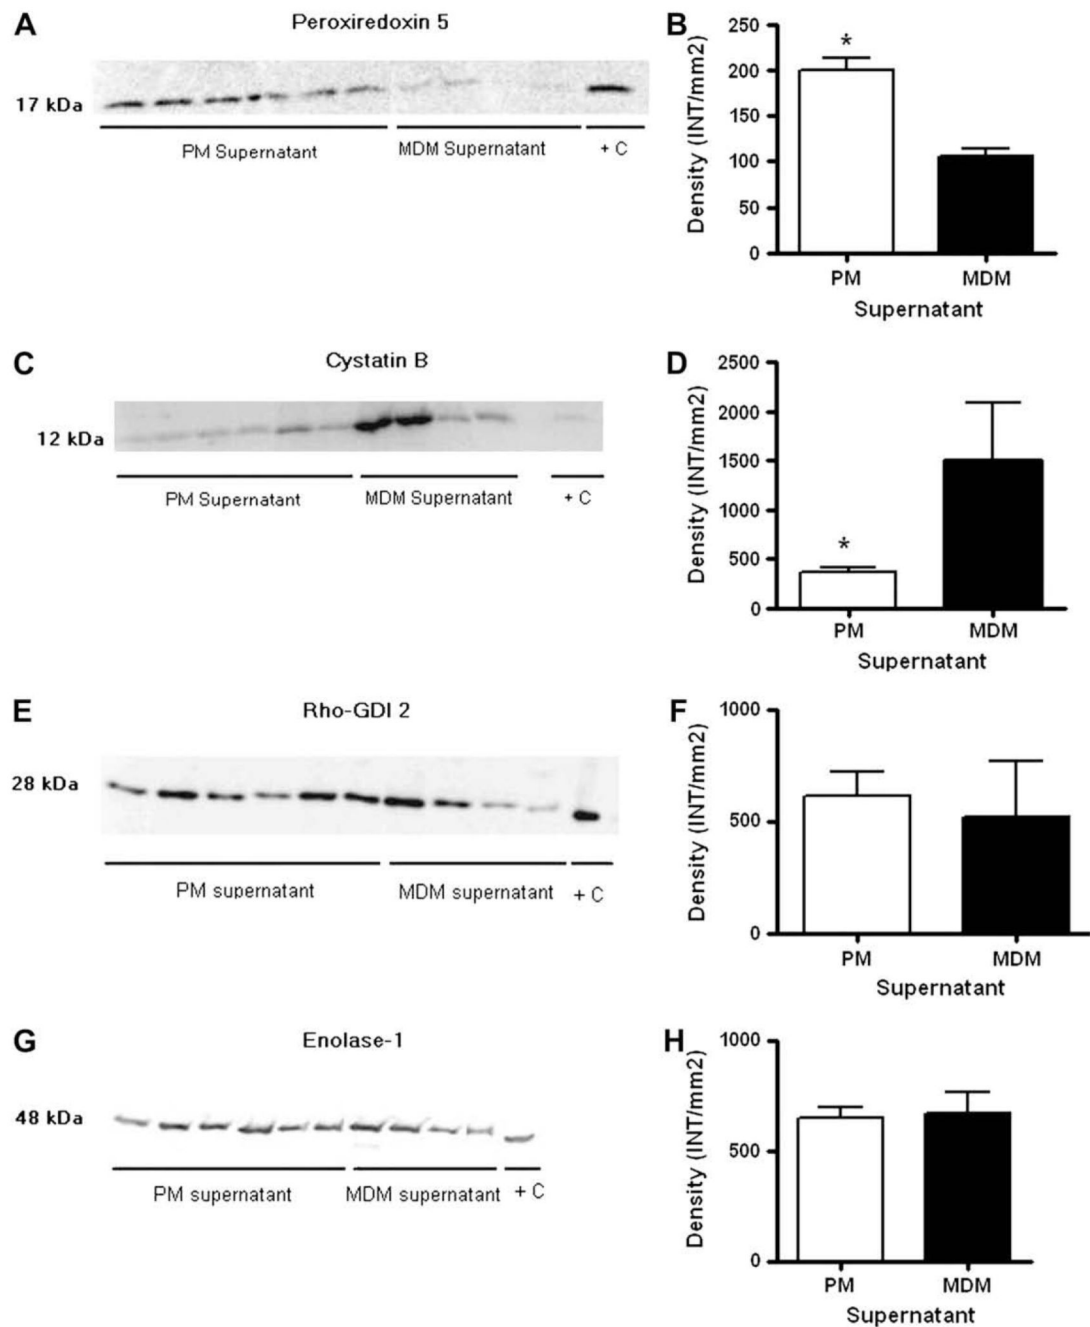 A
Peroxiredoxin 5
17 kDa
PM Supernatant
MDM Supernatant
+ C
B
*
Density (INT/mm2)
250
200
150
100
50
0
PM
MDM
Supernatant
C
Cystatin B
12 kDa
PM Supernatant
MDM Supernatant
+ C
D
*
Density (INT/mm2)
2500
2000
1500
1000
500
0
PM
MDM
Supernatant
E
Rho-GDI 2
28 kDa
PM supernatant
MDM supernatant
+ C
F
Density (INT/mm2)
1000
500
0
PM
MDM
Supernatant
G
Enolase-1
48 kDa
PM supernatant
MDM supernatant
+ C
H
Density (INT/mm2)
1000
500
0
PM
MDM
Supernatant